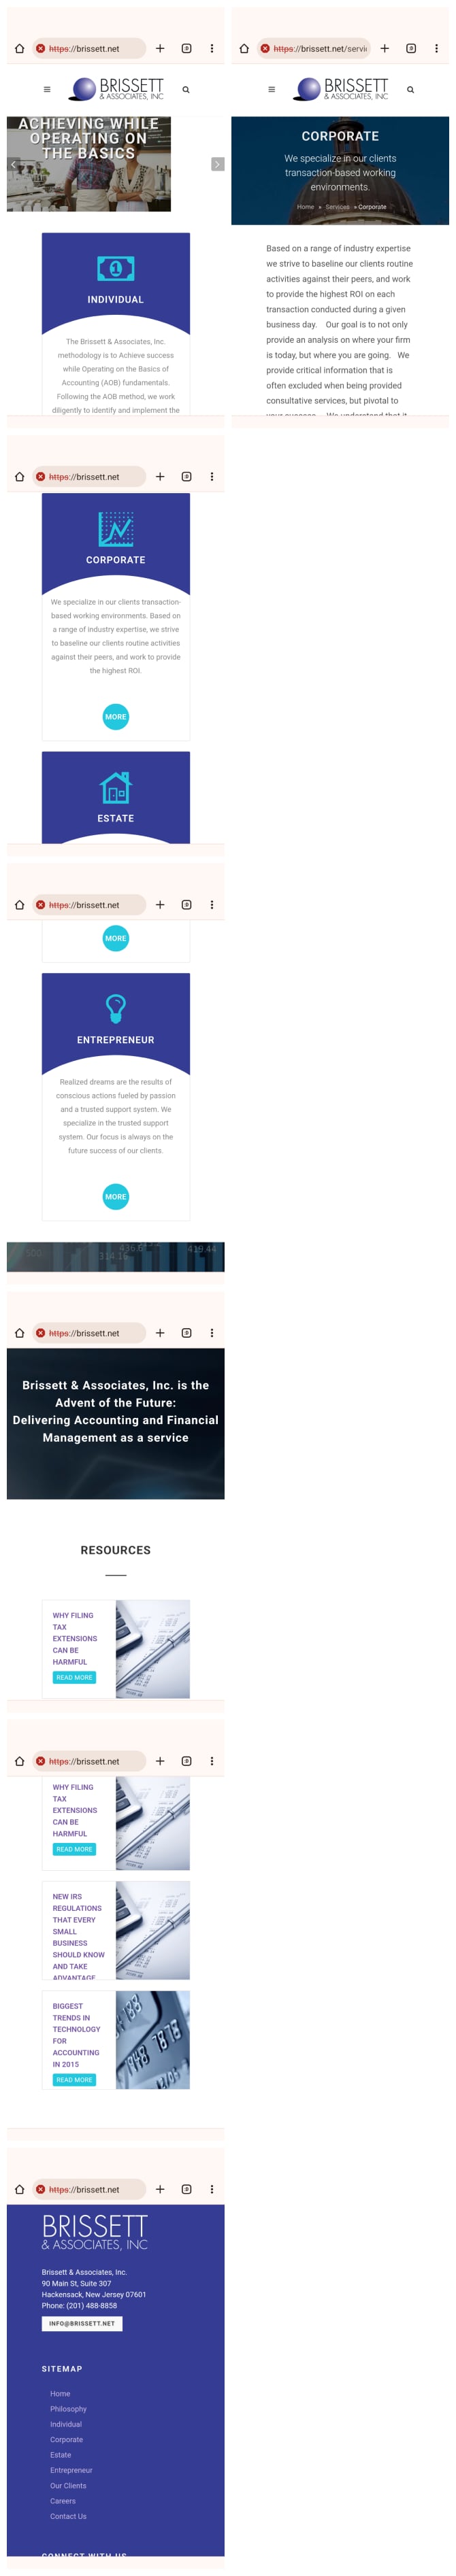 https://brissett.net
:D
BRISSETT
& ASSOCIATES, INC
ACHIEVING WHILE
OPERATING ON
THE BASICS
1
INDIVIDUAL
The Brissett & Associates, Inc.
methodology is to Achieve success
while Operating on the Basics of
Accounting (AOB) fundamentals.
Following the AOB method, we work
diligently to identify and implement the
https://brissett.net/servic
:D
BRISSETT
& ASSOCIATES, INC
CORPORATE
We specialize in our clients
transaction-based working
environments.
Home » Services » Corporate
Based on a range of industry expertise
we strive to baseline our clients routine
activities against their peers, and work
to provide the highest ROI on each
transaction conducted during a given
business day. Our goal is to not only
provide an analysis on where your firm
is today, but where you are going. We
provide critical information that is
often excluded when being provided
consultative services, but pivotal to
your success. We understand that it
https://brissett.net
:D
CORPORATE
We specialize in our clients transaction-
based working environments. Based on
a range of industry expertise, we strive
to baseline our clients routine activities
against their peers, and work to provide
the highest ROI.
MORE
ESTATE
https://brissett.net
:D
MORE
ENTREPRENEUR
Realized dreams are the results of
conscious actions fueled by passion
and a trusted support system. We
specialize in the trusted support
system. Our focus is always on the
future success of our clients.
MORE
419.44
https://brissett.net
:D
Brissett & Associates, Inc. is the
Advent of the Future:
Delivering Accounting and Financial
Management as a service
RESOURCES
WHY FILING
TAX
EXTENSIONS
CAN BE
HARMFUL
READ MORE
https://brissett.net
:D
WHY FILING
TAX
EXTENSIONS
CAN BE
HARMFUL
READ MORE
NEW IRS
REGULATIONS
THAT EVERY
SMALL
BUSINESS
SHOULD KNOW
AND TAKE
ADVANTAGE
BIGGEST
TRENDS IN
TECHNOLOGY
FOR
ACCOUNTING
IN 2015
READ MORE
https://brissett.net
:D
BRISSETT
& ASSOCIATES, INC
Brissett & Associates, Inc.
90 Main St, Suite 307
Hackensack, New Jersey 07601
Phone: (201) 488-8858
INFO@BRISSETT.NET
SITEMAP
Home
Philosophy
Individual
Corporate
Estate
Entrepreneur
Our Clients
Careers
Contact Us
CONNECT WITH US